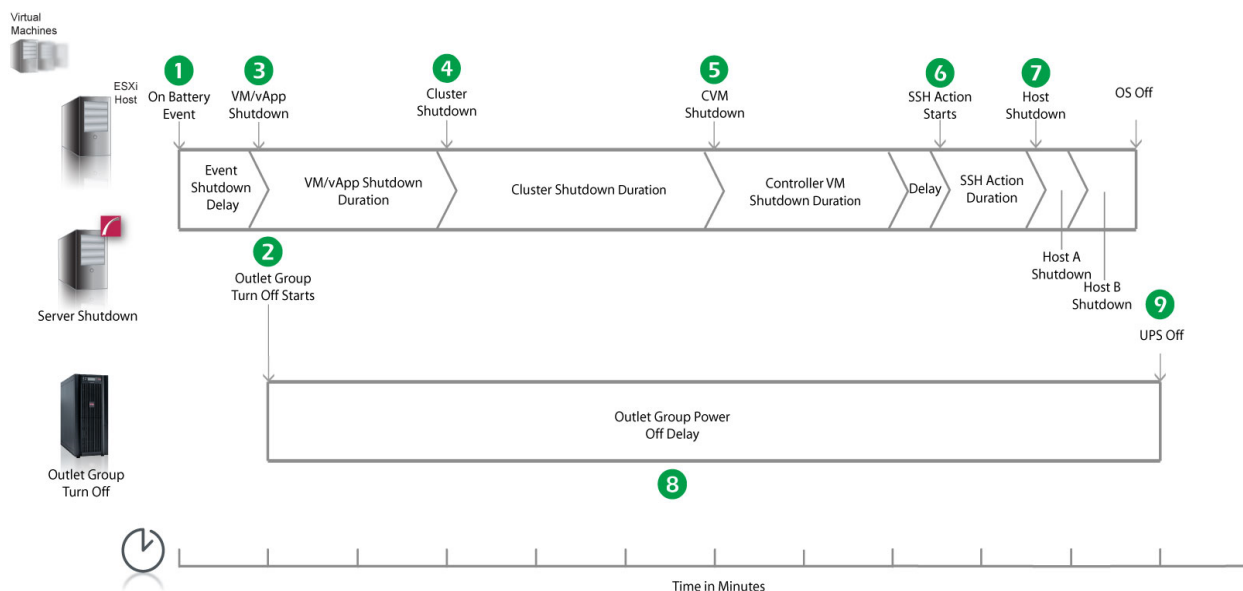 Virtual
Machines
ESXi
Host
1
On Battery
Event
3
VM/vApp
Shutdown
4
Cluster
Shutdown
5
CVM
Shutdown
6
SSH Action
Starts
7
Host
Shutdown
OS Off
Event
Shutdown
Delay
VM/vApp Shutdown
Duration
Cluster Shutdown Duration
Controller VM
Shutdown Duration
Delay
SSH Action
Duration
Host A
Shutdown
Host B
Shutdown
Server Shutdown
2
Outlet Group
Turn Off Starts
9
UPS Off
Outlet Group Power
Off Delay
8
Outlet Group
Turn Off
Time in Minutes